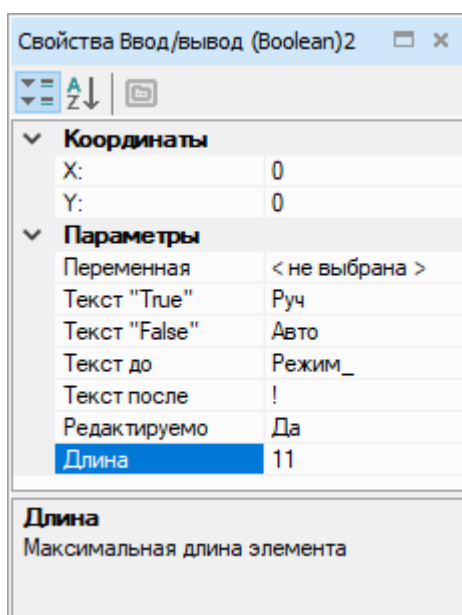 Свойства Ввод/вывод (Boolean)2
Координаты
X: 0
Y: 0
Параметры
Переменная < не выбрана >
Текст "True" Руч
Текст "False" Авто
Текст до Режим_
Текст после !
Редактируемо Да
Длина 11
Длина
Максимальная длина элемента